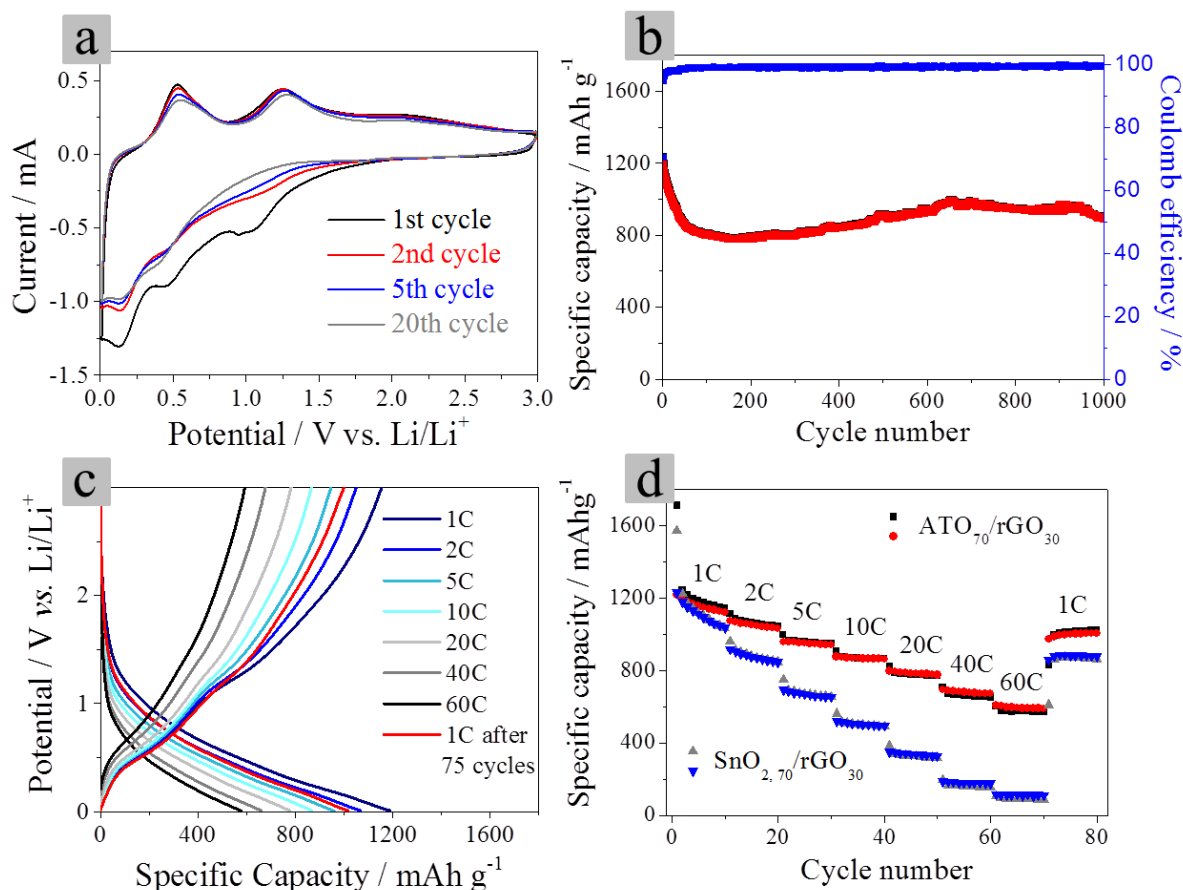 a
Current / mA
0.5
0.0
-0.5
-1.0
-1.5
0.0 0.5 1.0 1.5 2.0 2.5 3.0
Potential / V vs. Li/Li⁺
1st cycle
2nd cycle
5th cycle
20th cycle
b
Specific capacity / mAh g⁻¹
1600
1200
800
400
0
0 200 400 600 800 1000
Cycle number
100
80
60
40
20
0
Coulomb efficiency / %
c
Potential / V vs. Li/Li⁺
2
1
0
0 400 800 1200 1600
Specific Capacity / mAh g⁻¹
1C
2C
5C
10C
20C
40C
60C
1C after
75 cycles
d
Specific capacity / mAhg⁻¹
1600
1200
800
400
0
0 20 40 60 80
Cycle number
ATO₇₀/rGO₃₀
1C
2C
5C
10C
20C
40C
60C
1C
SnO₂,₇₀/rGO₃₀